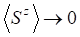 ⟨S^z⟩ → 0